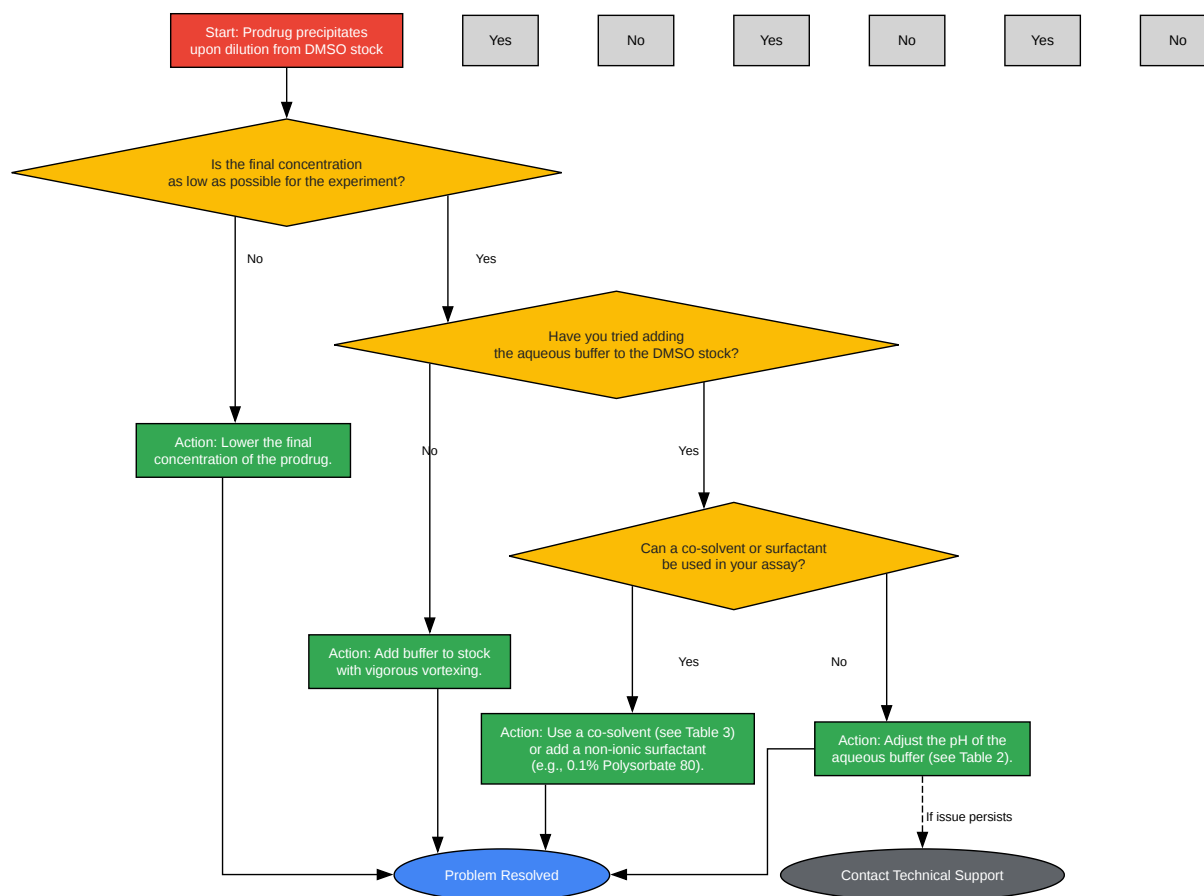 Start: Prodrug precipitates
upon dilution from DMSO stock
Yes
No
Yes
No
Yes
No
Is the final concentration
as low as possible for the experiment?
No
Yes
Have you tried adding
the aqueous buffer to the DMSO stock?
Action: Lower the final
concentration of the prodrug.
No
Yes
Can a co-solvent or surfactant
be used in your assay?
Action: Add buffer to stock
with vigorous vortexing.
Yes
No
Action: Use a co-solvent (see Table 3)
or add a non-ionic surfactant
(e.g., 0.1% Polysorbate 80).
Action: Adjust the pH of the
aqueous buffer (see Table 2).
If issue persists
Problem Resolved
Contact Technical Support